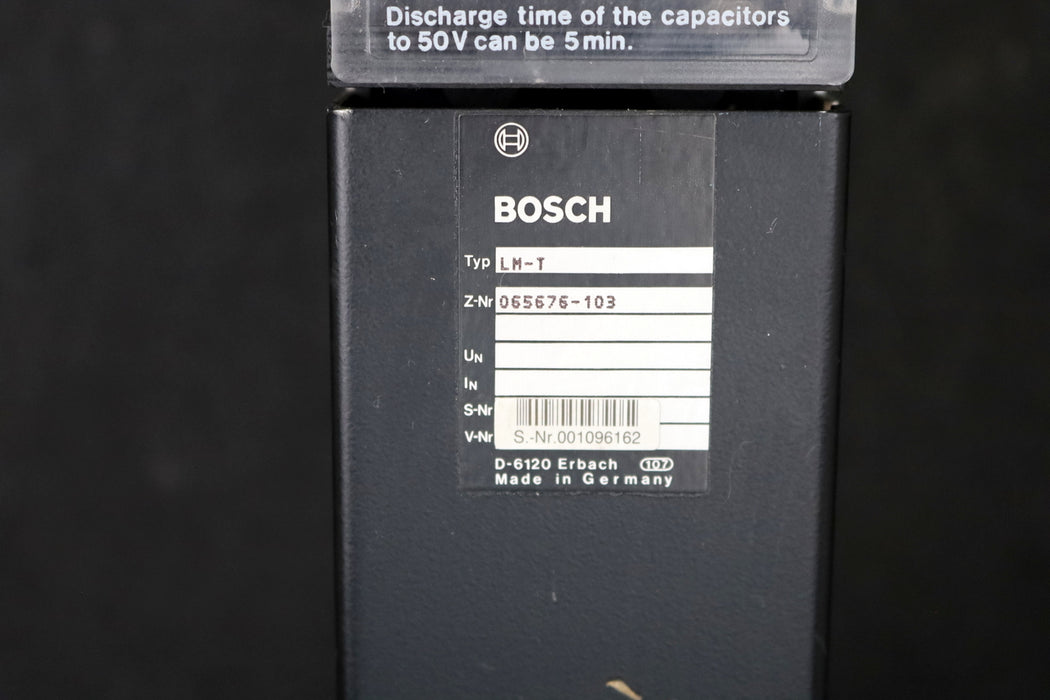 Discharge time of the capacitors
to 50V can be 5min.
BOSCH
Typ LM-T
Z-Nr 065676-103
UN
IN
S-Nr
V-Nr S.-Nr.001096162
D-6120 Erbach 107
Made in Germany